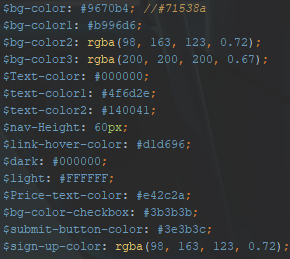 $bg-color: #9670b4; //#71538a
$bg-color1: #b996d6;
$bg-color2: rgba(98, 163, 123, 0.72);
$bg-color3: rgba(200, 200, 200, 0.67);
$Text-color: #000000;
$text-color1: #4f6d2e;
$text-color2: #140041;
$nav-Height: 60px;
$link-hover-color: #d1d696;
$dark: #000000;
$light: #FFFFFF;
$Price-text-color: #e42c2a;
$bg-color-checkbox: #3b3b3b;
$submit-button-color: #3e3b3c;
$sign-up-color: rgba(98, 163, 123, 0.72);